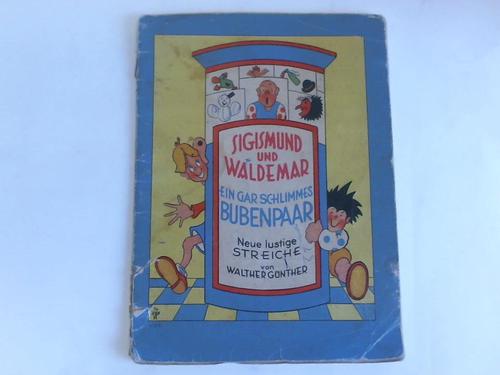 SIGISMUND
UND
WALDEMAR
EIN GAR SCHLIMMES
BUBENPAAR
Neue lustige
STREICHE
von
WALTHER GÜNTHER